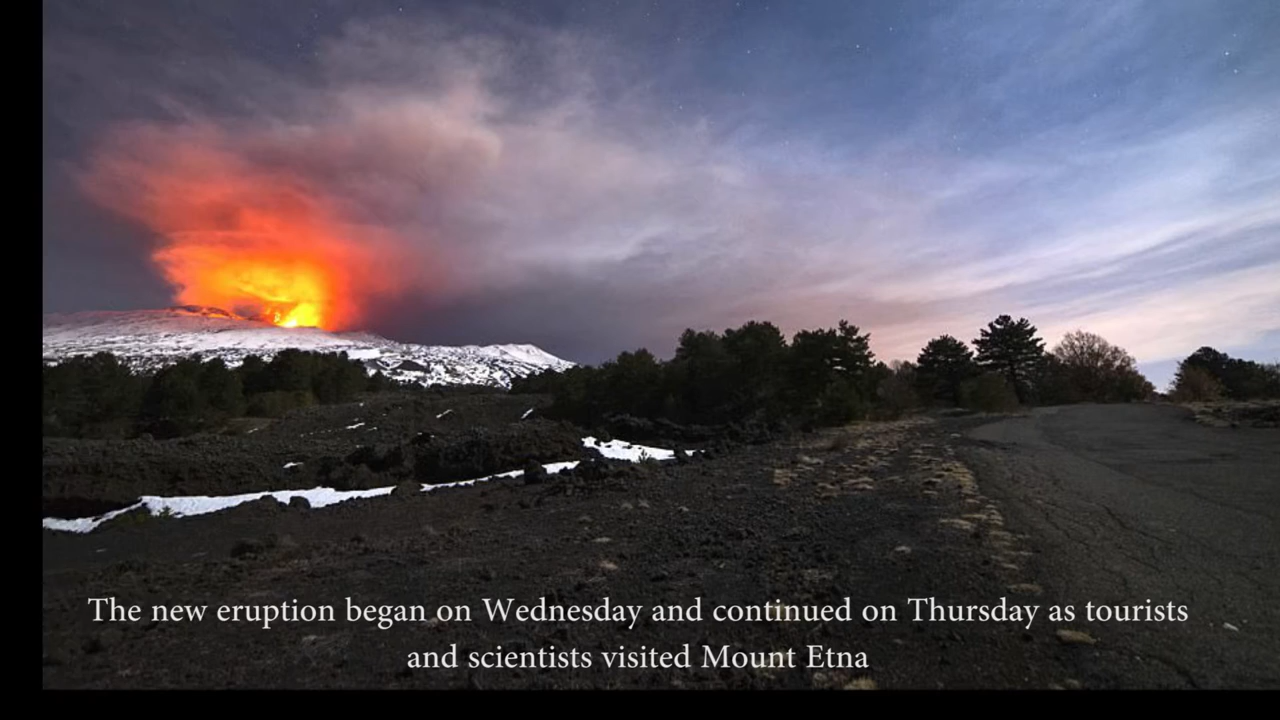 The new eruption began on Wednesday and continued on Thursday as tourists
and scientists visited Mount Etna